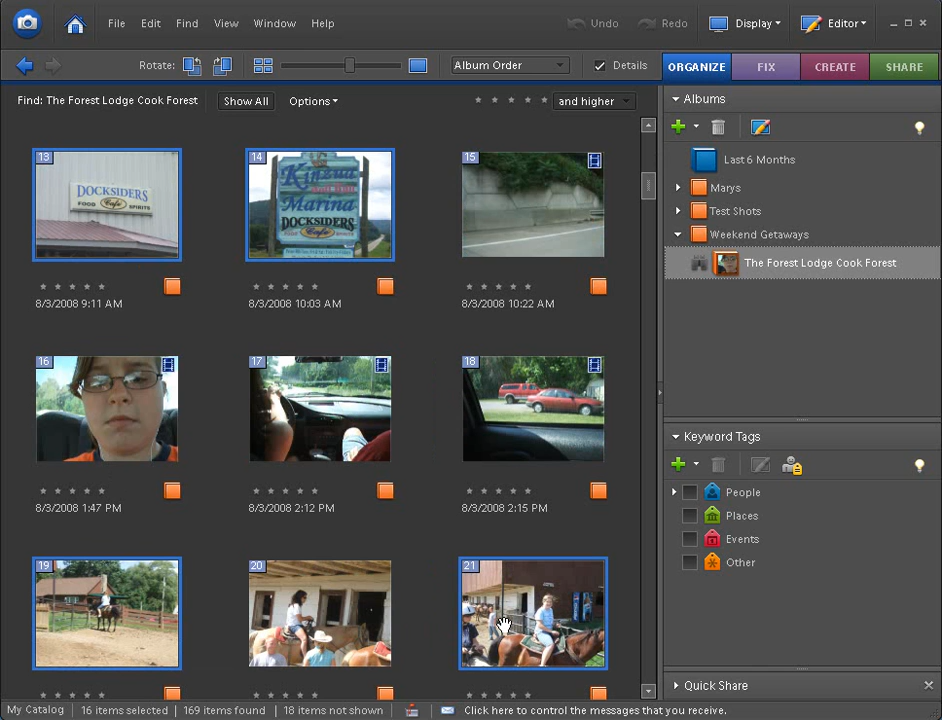 File Edit Find View Window Help
Undo Redo Display Editor
Rotate: Album Order Details
ORGANIZE FIX CREATE SHARE
Find: The Forest Lodge Cook Forest Show All Options and higher
Albums
Last 6 Months
Marys
Test Shots
Weekend Getaways
The Forest Lodge Cook Forest
13 14 15
DOCKSIDERS
FOOD Cafe SPIRITS
Kinzua
Marina
DOCKSIDERS
FOOD Cafe SPIRITS
8/3/2008 9:11 AM 8/3/2008 10:03 AM 8/3/2008 10:22 AM
16 17 18
8/3/2008 1:47 PM 8/3/2008 2:12 PM 8/3/2008 2:15 PM
19 20 21
Keyword Tags
People
Places
Events
Other
Quick Share
My Catalog 16 items selected 169 items found 18 items not shown Click here to control the messages that you receive.